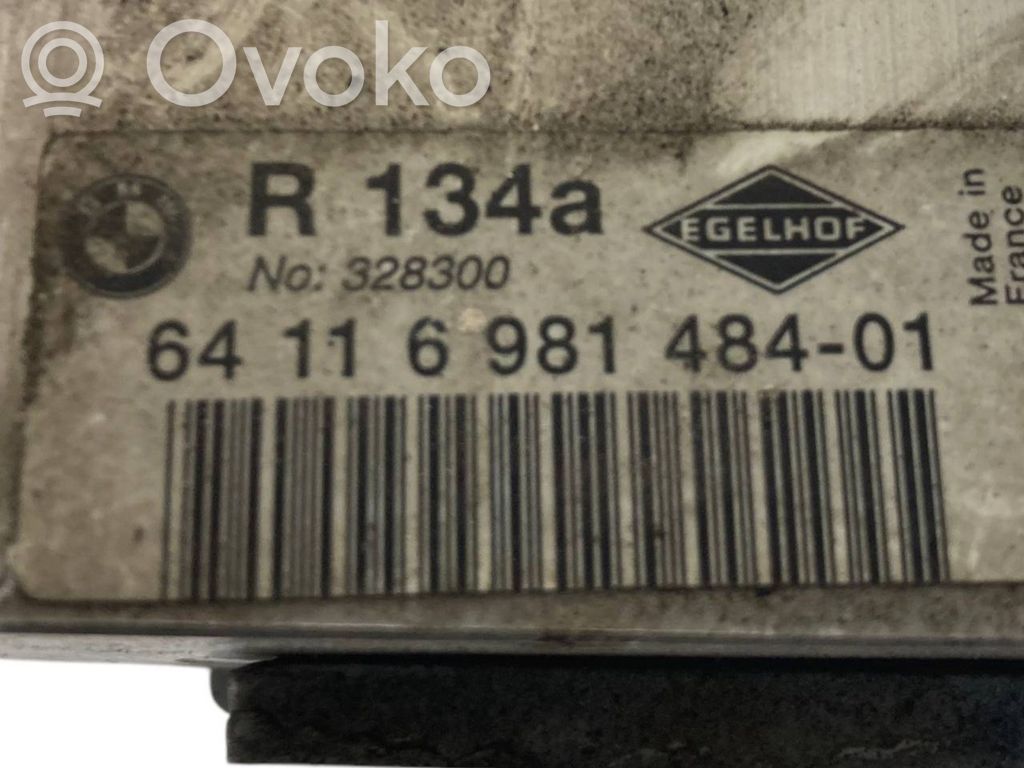 Ovoko
R 134a
EGELHOF
No: 328300
64 11 6 981 484-01
Made in
France